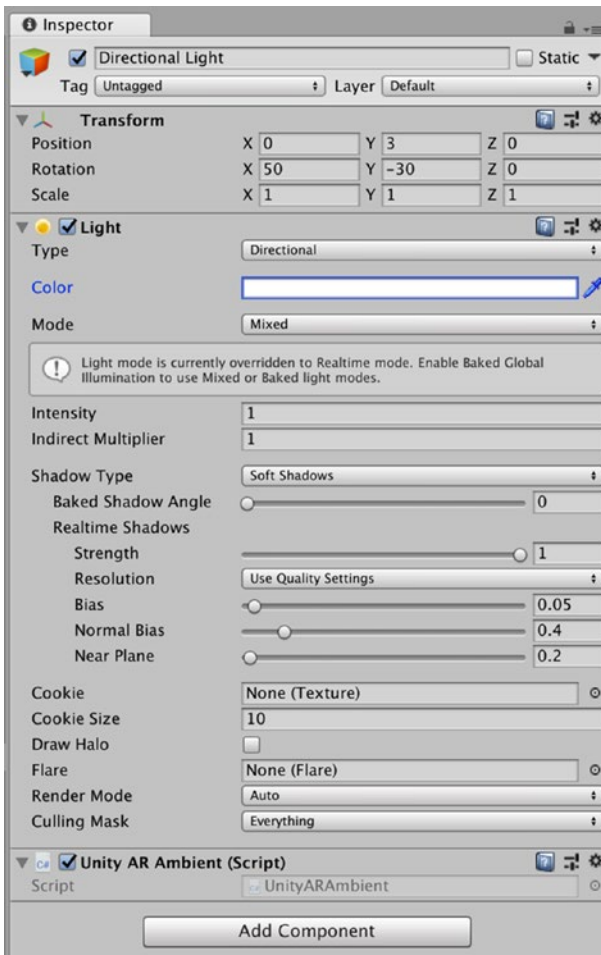 Inspector
Directional Light Static
Tag Untagged Layer Default
Transform
Position X 0 Y 3 Z 0
Rotation X 50 Y -30 Z 0
Scale X 1 Y 1 Z 1
Light
Type Directional
Color
Mode Mixed
Light mode is currently overridden to Realtime mode. Enable Baked Global
Illumination to use Mixed or Baked light modes.
Intensity 1
Indirect Multiplier 1
Shadow Type Soft Shadows
Baked Shadow Angle 0
Realtime Shadows
Strength 1
Resolution Use Quality Settings
Bias 0.05
Normal Bias 0.4
Near Plane 0.2
Cookie None (Texture)
Cookie Size 10
Draw Halo
Flare None (Flare)
Render Mode Auto
Culling Mask Everything
C# Unity AR Ambient (Script)
Script UnityARAmbient
Add Component